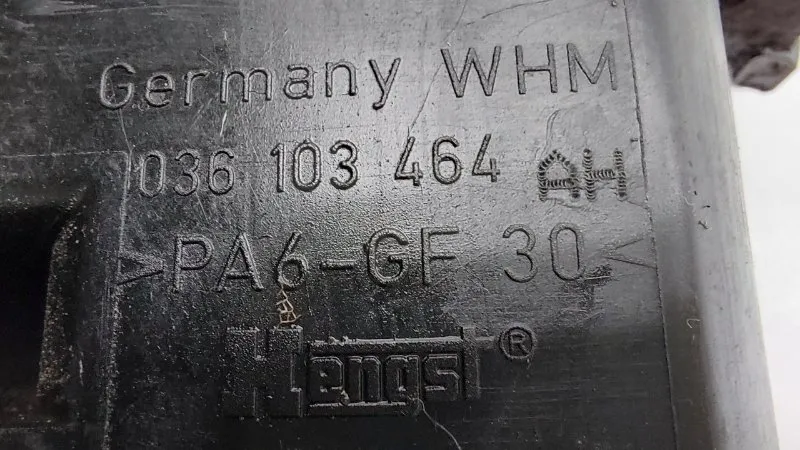 Germany WHM
036 103 464 AH
>PA6-GF 30<
Hengst®